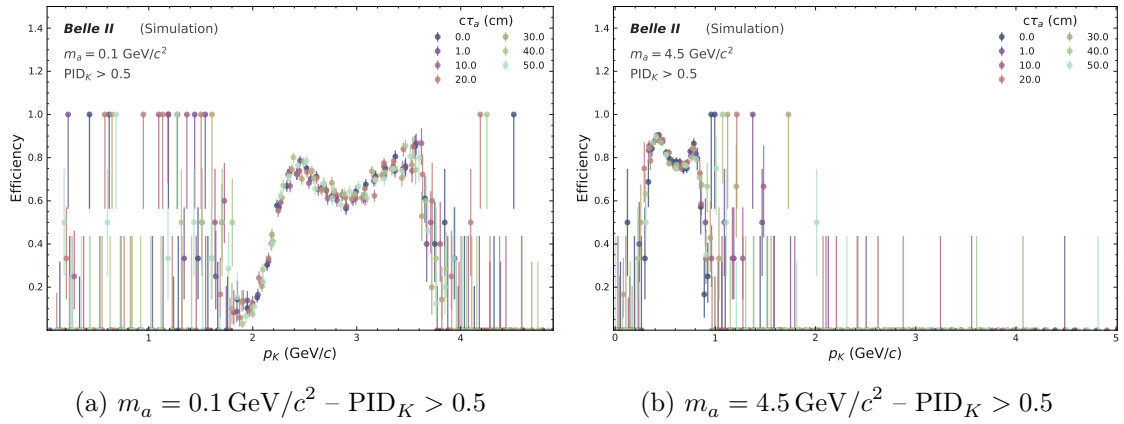 Belle II (Simulation)
m_a = 0.1 GeV/c²
PID_K > 0.5
cτ_a (cm)
0.0
1.0
10.0
20.0
30.0
40.0
50.0
Efficiency
1.4
1.2
1.0
0.8
0.6
0.4
0.2
1 2 3 4
p_K (GeV/c)
(a) m_a = 0.1 GeV/c² – PID_K > 0.5
Belle II (Simulation)
m_a = 4.5 GeV/c²
PID_K > 0.5
cτ_a (cm)
0.0
1.0
10.0
20.0
30.0
40.0
50.0
Efficiency
1.4
1.2
1.0
0.8
0.6
0.4
0.2
0 1 2 3 4 5
p_K (GeV/c)
(b) m_a = 4.5 GeV/c² – PID_K > 0.5